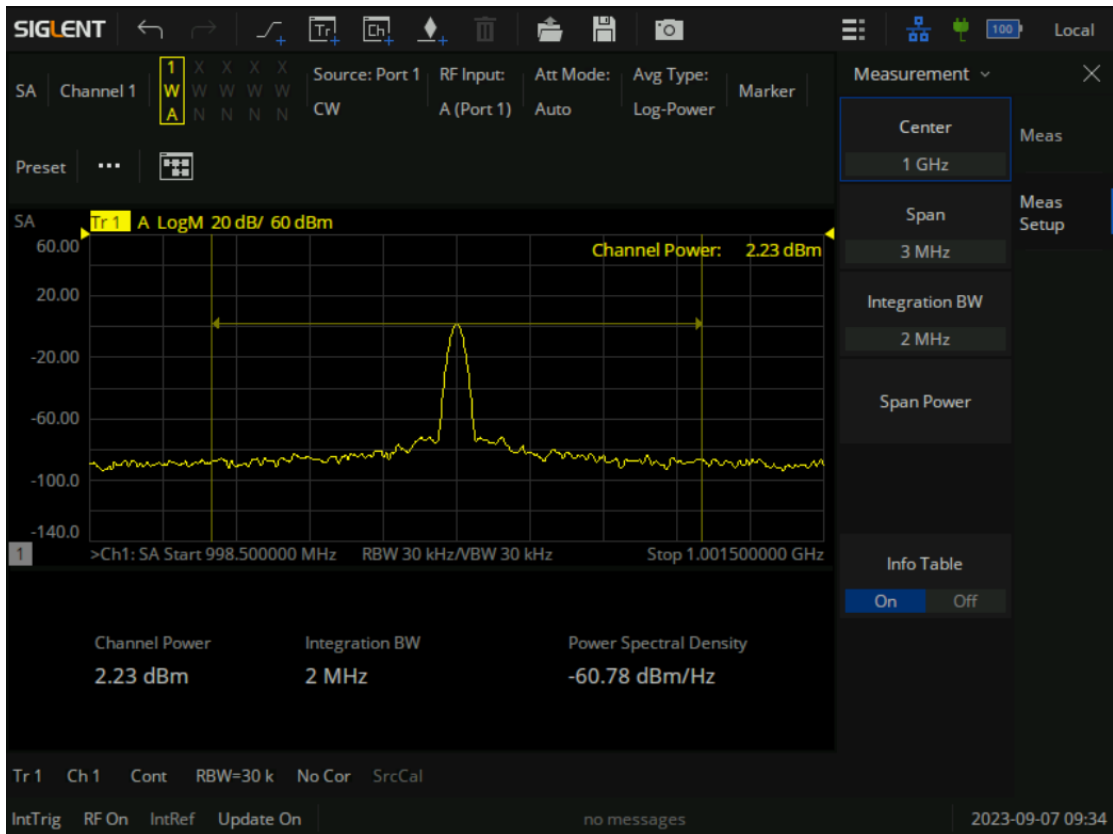 SIGLENT
Tr
Ch
100
Local
SA Channel 1
1 X X X X
W W W W W
A N N N N
Source: Port 1
CW
RF Input:
A (Port 1)
Att Mode:
Auto
Avg Type:
Log-Power
Marker
Preset ...
Measurement
Center
1 GHz
Span
3 MHz
Integration BW
2 MHz
Span Power
Info Table
On Off
Meas
Meas
Setup
SA
Tr 1 A LogM 20 dB/ 60 dBm
Channel Power: 2.23 dBm
60.00
20.00
-20.00
-60.00
-100.0
-140.0
1 >Ch1: SA Start 998.500000 MHz RBW 30 kHz/VBW 30 kHz Stop 1.001500000 GHz
Channel Power Integration BW Power Spectral Density
2.23 dBm 2 MHz -60.78 dBm/Hz
Tr 1 Ch 1 Cont RBW=30 k No Cor SrcCal
IntTrig RF On IntRef Update On no messages 2023-09-07 09:34